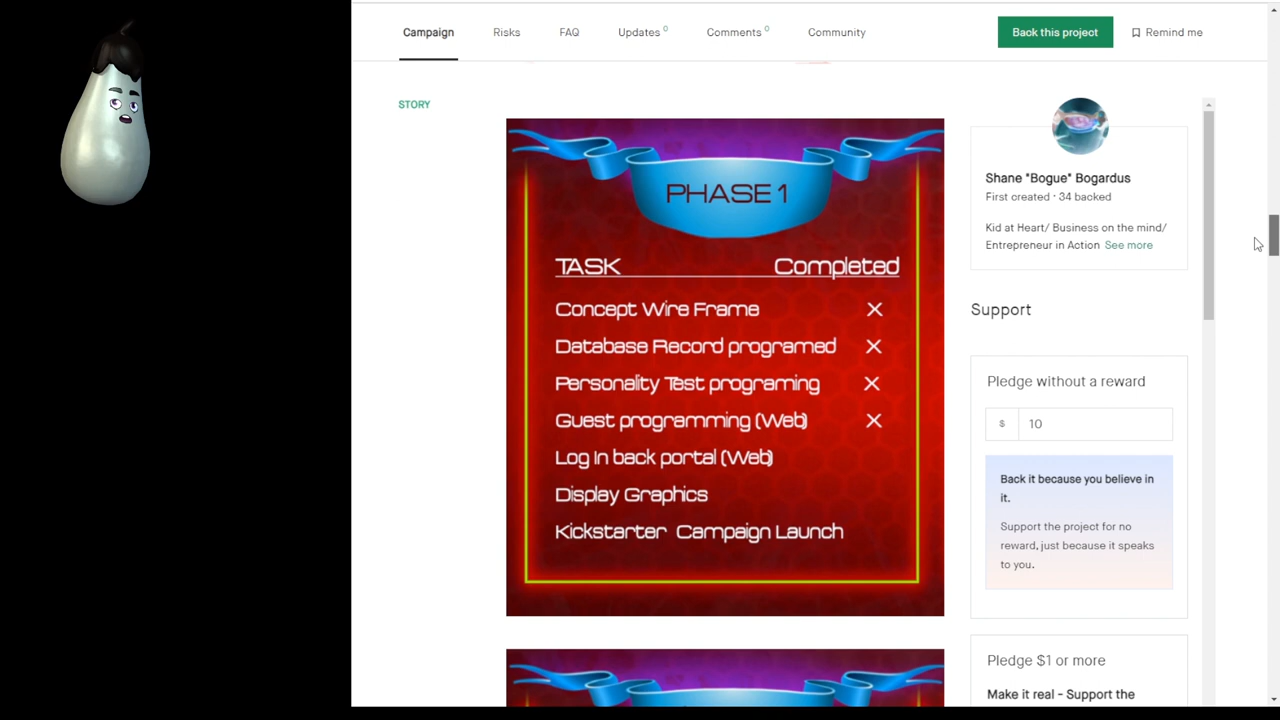 Campaign
Risks
FAQ
Updates 0
Comments 0
Community
Back this project
Remind me
STORY
PHASE 1
TASK Completed
Concept Wire Frame X
Database Record programed X
Personality Test programing X
Guest programming (Web) X
Log In back portal (Web)
Display Graphics
Kickstarter Campaign Launch
Shane "Bogue" Bogardus
First created · 34 backed
Kid at Heart/ Business on the mind/
Entrepreneur in Action See more
Support
Pledge without a reward
$ 10
Back it because you believe in
it.
Support the project for no
reward, just because it speaks
to you.
Pledge $1 or more
Make it real - Support the